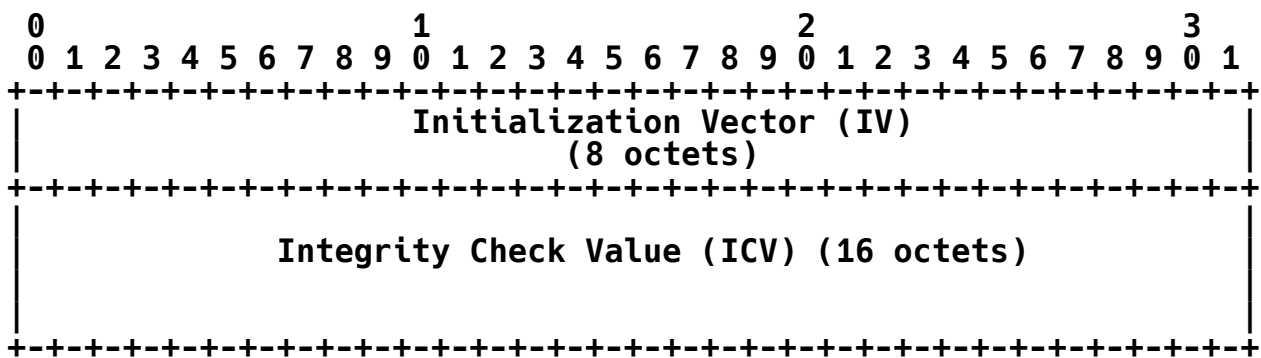 0                   1                   2                   3
 0 1 2 3 4 5 6 7 8 9 0 1 2 3 4 5 6 7 8 9 0 1 2 3 4 5 6 7 8 9 0 1
+-+-+-+-+-+-+-+-+-+-+-+-+-+-+-+-+-+-+-+-+-+-+-+-+-+-+-+-+-+-+-+-+
|                    Initialization Vector (IV)                 |
|                            (8 octets)                         |
+-+-+-+-+-+-+-+-+-+-+-+-+-+-+-+-+-+-+-+-+-+-+-+-+-+-+-+-+-+-+-+-+
|                                                               |
|             Integrity Check Value (ICV) (16 octets)           |
|                                                               |
|                                                               |
+-+-+-+-+-+-+-+-+-+-+-+-+-+-+-+-+-+-+-+-+-+-+-+-+-+-+-+-+-+-+-+-+